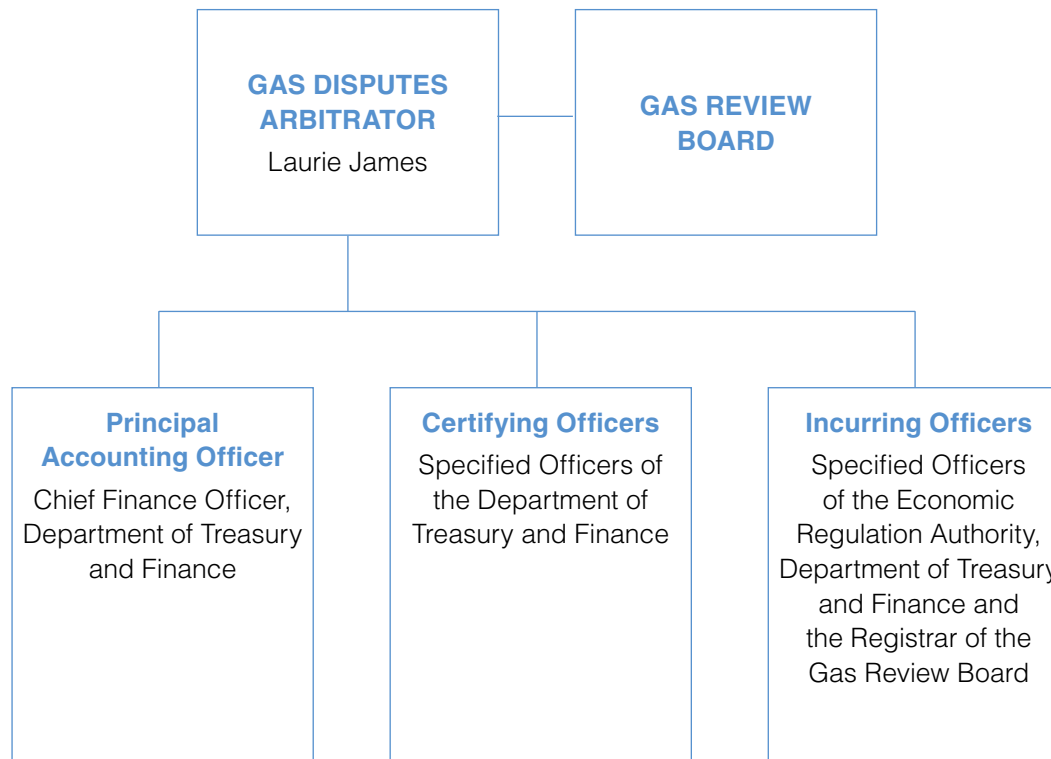 GAS DISPUTES
ARBITRATOR
Laurie James
GAS REVIEW
BOARD
Principal
Accounting Officer
Chief Finance Officer,
Department of Treasury
and Finance
Certifying Officers
Specified Officers of
the Department of
Treasury and Finance
Incurring Officers
Specified Officers
of the Economic
Regulation Authority,
Department of Treasury
and Finance and
the Registrar of the
Gas Review Board